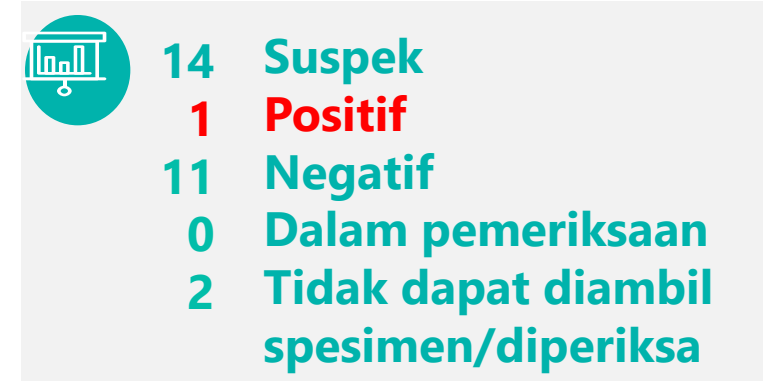 14 Suspek
1 Positif
11 Negatif
0 Dalam pemeriksaan
2 Tidak dapat diambil
spesimen/diperiksa